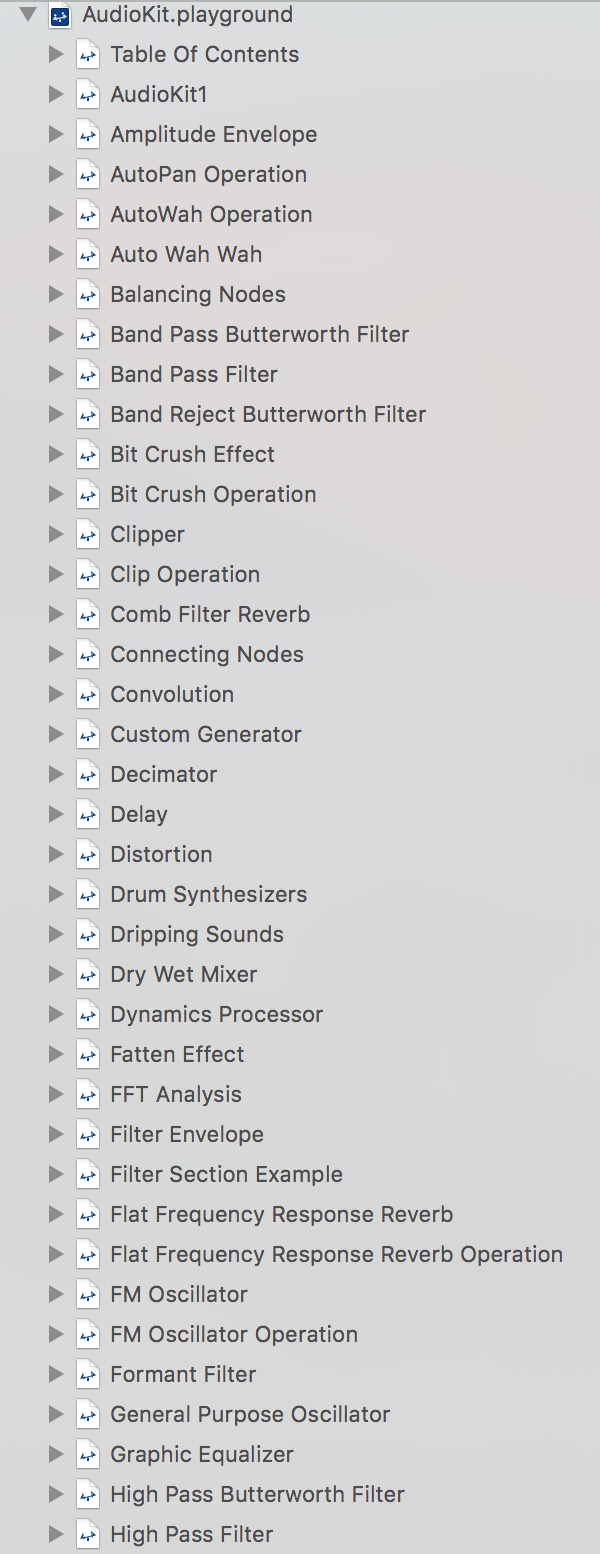 AudioKit.playground
Table Of Contents
AudioKit1
Amplitude Envelope
AutoPan Operation
AutoWah Operation
Auto Wah Wah
Balancing Nodes
Band Pass Butterworth Filter
Band Pass Filter
Band Reject Butterworth Filter
Bit Crush Effect
Bit Crush Operation
Clipper
Clip Operation
Comb Filter Reverb
Connecting Nodes
Convolution
Custom Generator
Decimator
Delay
Distortion
Drum Synthesizers
Dripping Sounds
Dry Wet Mixer
Dynamics Processor
Fatten Effect
FFT Analysis
Filter Envelope
Filter Section Example
Flat Frequency Response Reverb
Flat Frequency Response Reverb Operation
FM Oscillator
FM Oscillator Operation
Formant Filter
General Purpose Oscillator
Graphic Equalizer
High Pass Butterworth Filter
High Pass Filter